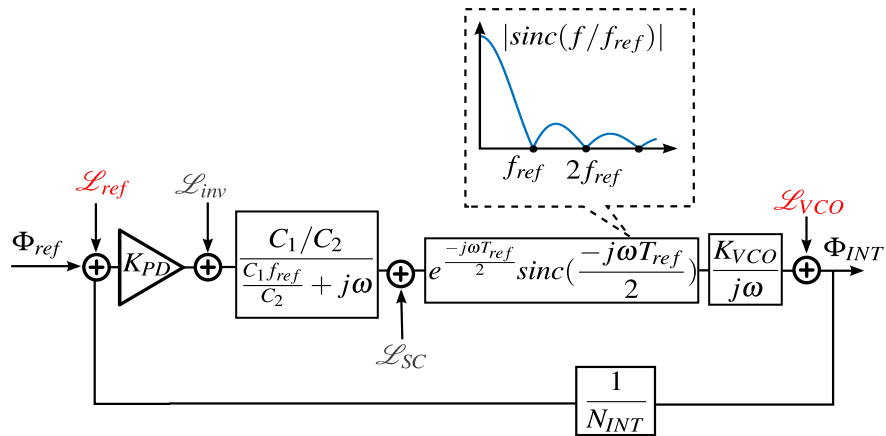 |sinc(f/f_ref)|
f_ref 2f_ref
ℒ_ref
ℒ_inv
ℒ_VCO
Φ_ref
K_PD
C_1/C_2
C_1 f_ref
C_2
+ jω
e^{-jωT_ref/2} sinc(-jωT_ref/2)
K_VCO
jω
Φ_INT
ℒ_SC
1
N_INT